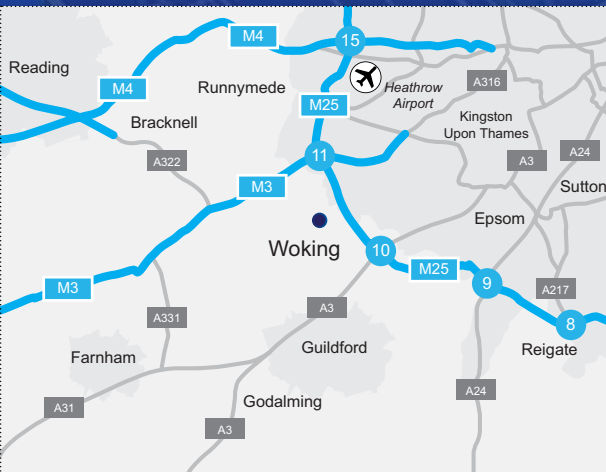 M4
15
Reading
M4
Runnymede
Heathrow
Airport
A316
M25
Bracknell
Kingston
Upon Thames
A322
11
A3
A24
M3
Sutton
Epsom
Woking
10
M25
9
M3
A217
A3
A331
8
Guildford
Reigate
Farnham
A24
Godalming
A31
A3